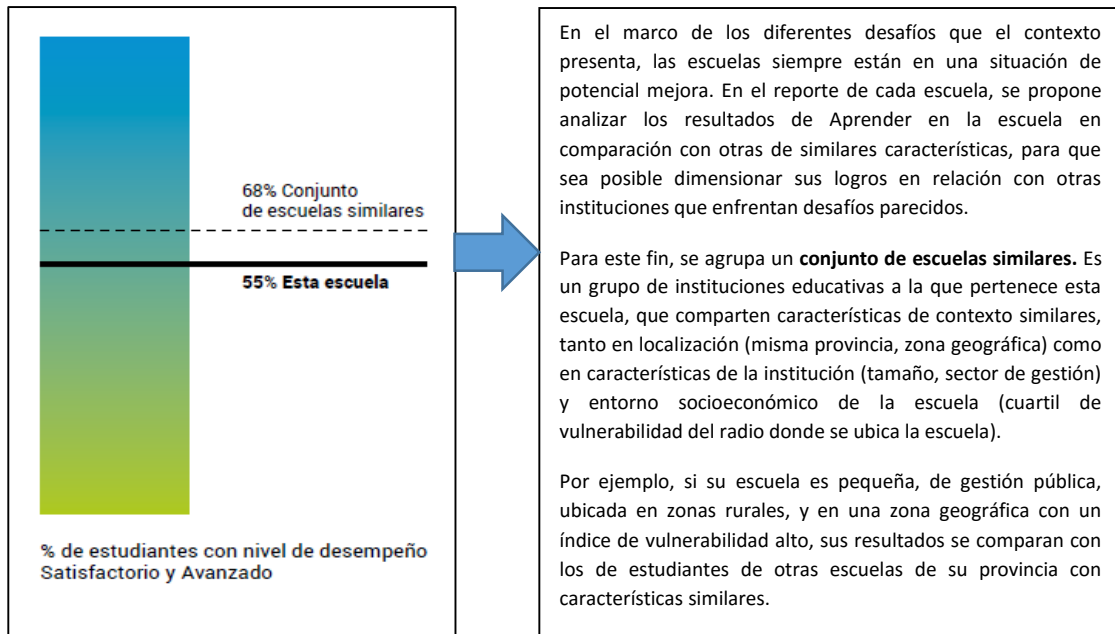 68% Conjunto
de escuelas similares
55% Esta escuela
% de estudiantes con nivel de desempeño
Satisfactorio y Avanzado
En el marco de los diferentes desafíos que el contexto
presenta, las escuelas siempre están en una situación de
potencial mejora. En el reporte de cada escuela, se propone
analizar los resultados de Aprender en la escuela en
comparación con otras de similares características, para que
sea posible dimensionar sus logros en relación con otras
instituciones que enfrentan desafíos parecidos.
Para este fin, se agrupa un conjunto de escuelas similares. Es
un grupo de instituciones educativas a la que pertenece esta
escuela, que comparten características de contexto similares,
tanto en localización (misma provincia, zona geográfica) como
en características de la institución (tamaño, sector de gestión)
y entorno socioeconómico de la escuela (cuartil de
vulnerabilidad del radio donde se ubica la escuela).
Por ejemplo, si su escuela es pequeña, de gestión pública,
ubicada en zonas rurales, y en una zona geográfica con un
índice de vulnerabilidad alto, sus resultados se comparan con
los de estudiantes de otras escuelas de su provincia con
características similares.